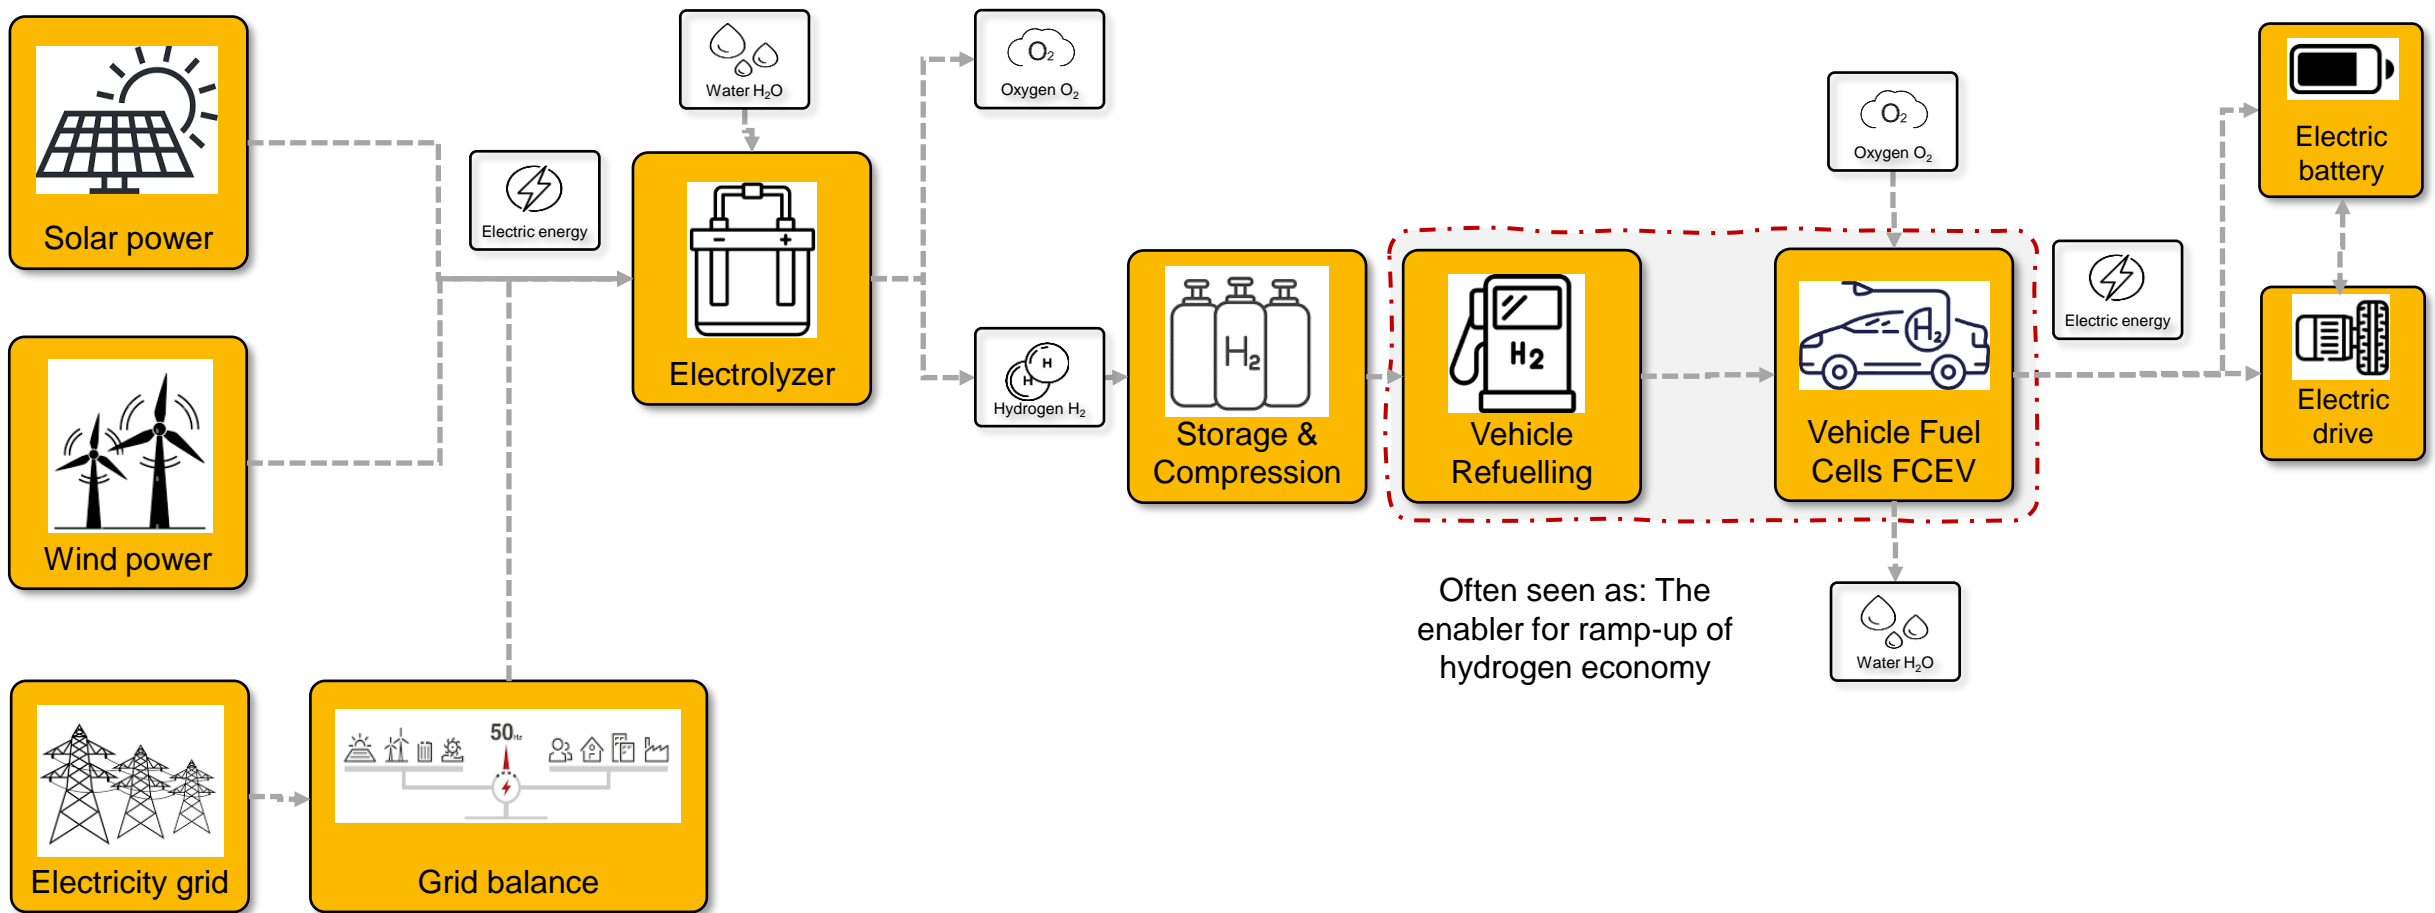 Solar power
Wind power
Electricity grid
50Hz
Grid balance
Electric energy
Water H₂O
- +
Electrolyzer
O₂
Oxygen O₂
H
H
Hydrogen H₂
H₂
Storage &
Compression
H2
Vehicle
Refuelling
O₂
Oxygen O₂
H₂
Vehicle Fuel
Cells FCEV
Water H₂O
Often seen as: The
enabler for ramp-up of
hydrogen economy
Electric energy
Electric
battery
Electric
drive